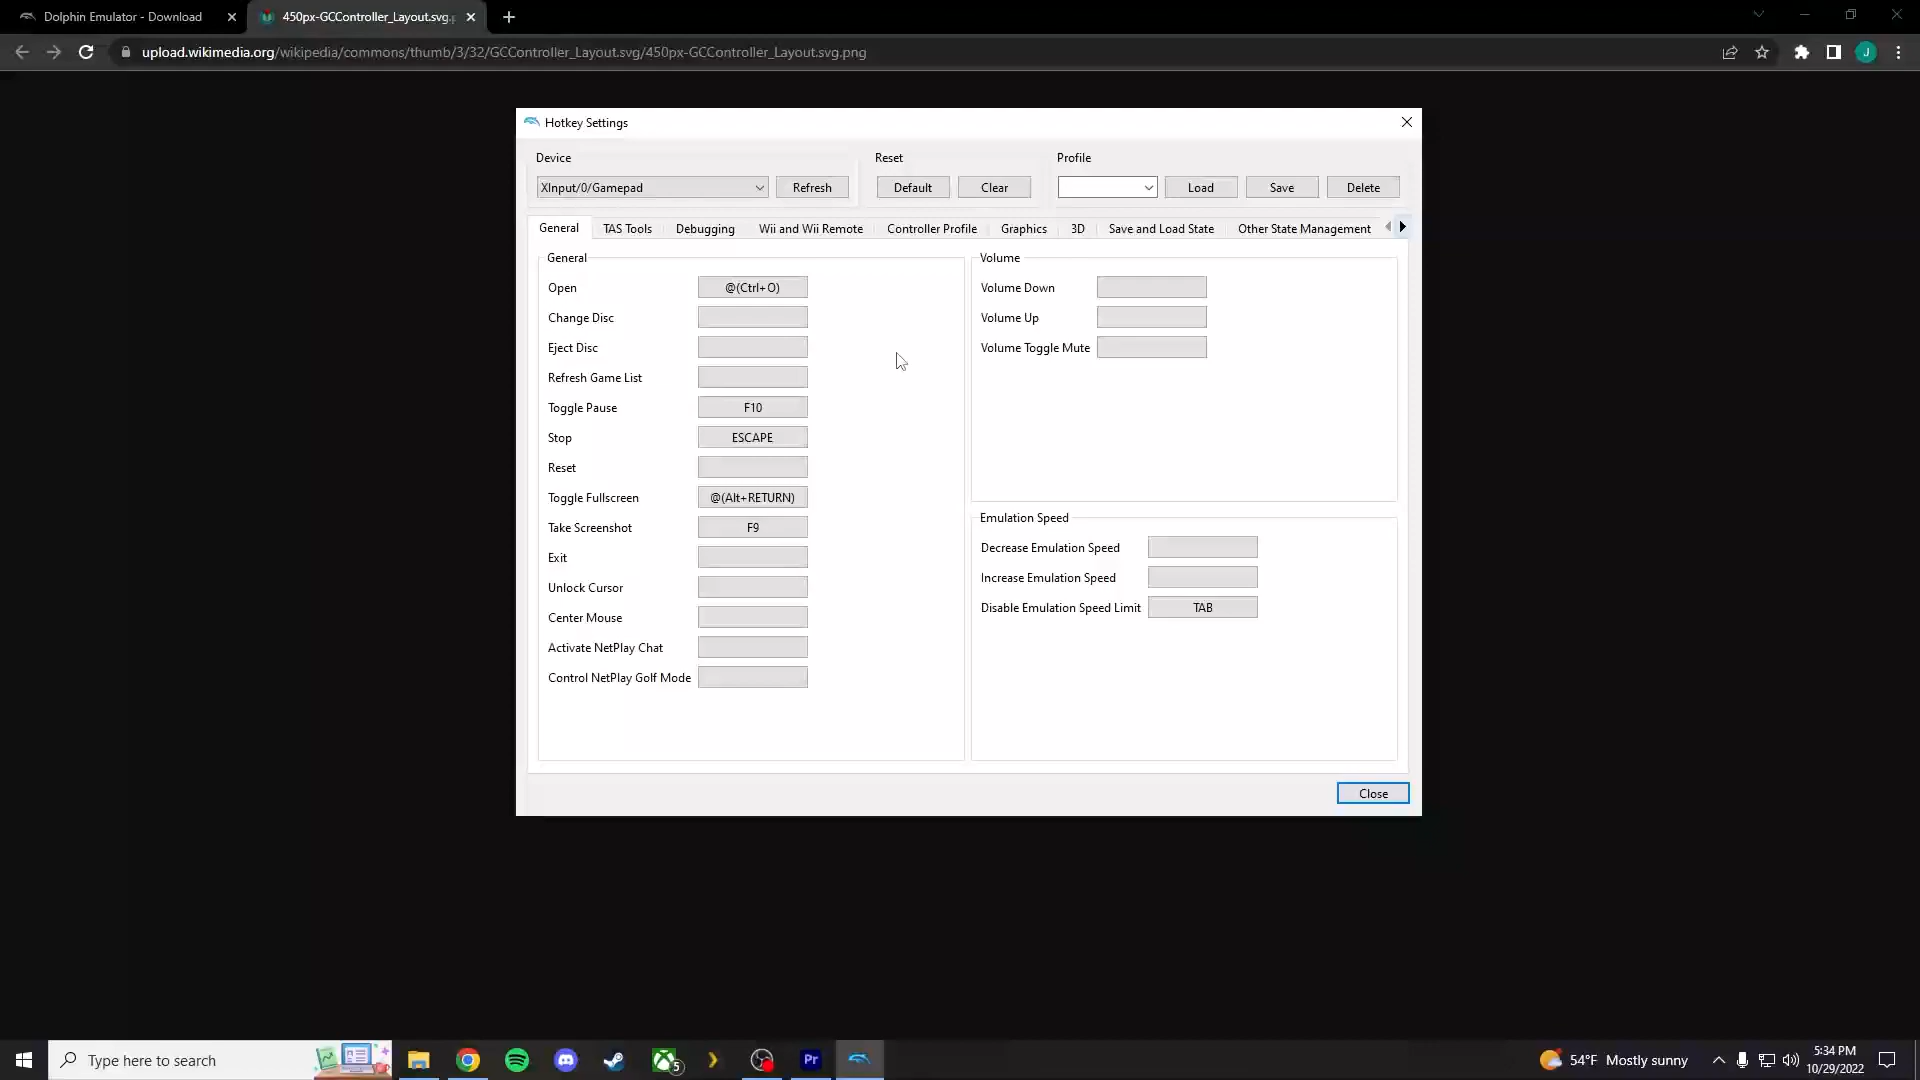 Dolphin Emulator - Download
450px-GCController_Layout.svg.p
upload.wikimedia.org/wikipedia/commons/thumb/3/32/GCController_Layout.svg/450px-GCController_Layout.svg.png
J
Hotkey Settings
Device
Reset
Profile
XInput/0/Gamepad
Refresh
Default
Clear
Load
Save
Delete
General
TAS Tools
Debugging
Wii and Wii Remote
Controller Profile
Graphics
3D
Save and Load State
Other State Management
General
Open
@(Ctrl+O)
Change Disc
Eject Disc
Refresh Game List
Toggle Pause
F10
Stop
ESCAPE
Reset
Toggle Fullscreen
@(Alt+RETURN)
Take Screenshot
F9
Exit
Unlock Cursor
Center Mouse
Activate NetPlay Chat
Control NetPlay Golf Mode
Volume
Volume Down
Volume Up
Volume Toggle Mute
Emulation Speed
Decrease Emulation Speed
Increase Emulation Speed
Disable Emulation Speed Limit
TAB
Close
Type here to search
5
Pr
54°F Mostly sunny
5:34 PM
10/29/2022